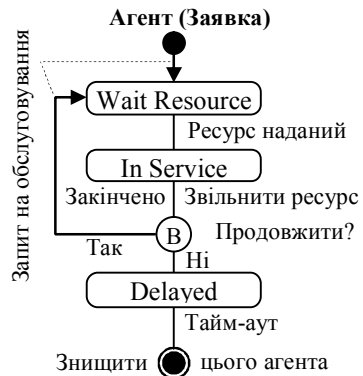 Агент (Заявка)
Запит на обслуговування
Wait Resource
Ресурс наданий
In Service
Закінчено Звільнити ресурс
B Продовжити?
Так
Ні
Delayed
Тайм-аут
Знищити цього агента